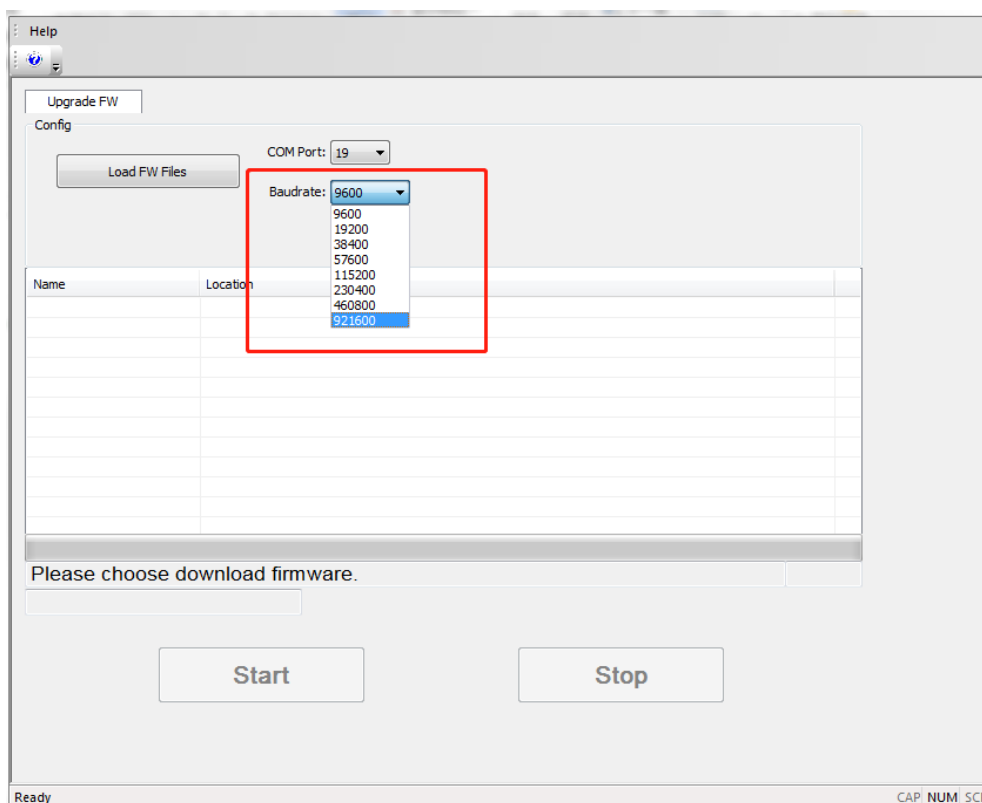 Help
Upgrade FW
Config
Load FW Files
COM Port: 19
Baudrate: 9600
9600
19200
38400
57600
115200
230400
460800
921600
Name Location
Please choose download firmware.
Start Stop
Ready CAP NUM